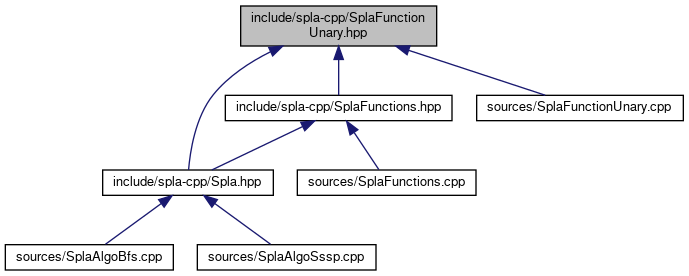 include/spla-cpp/SplaFunction
Unary.hpp
include/spla-cpp/SplaFunctions.hpp
sources/SplaFunctionUnary.cpp
include/spla-cpp/Spla.hpp
sources/SplaFunctions.cpp
sources/SplaAlgoBfs.cpp
sources/SplaAlgoSssp.cpp